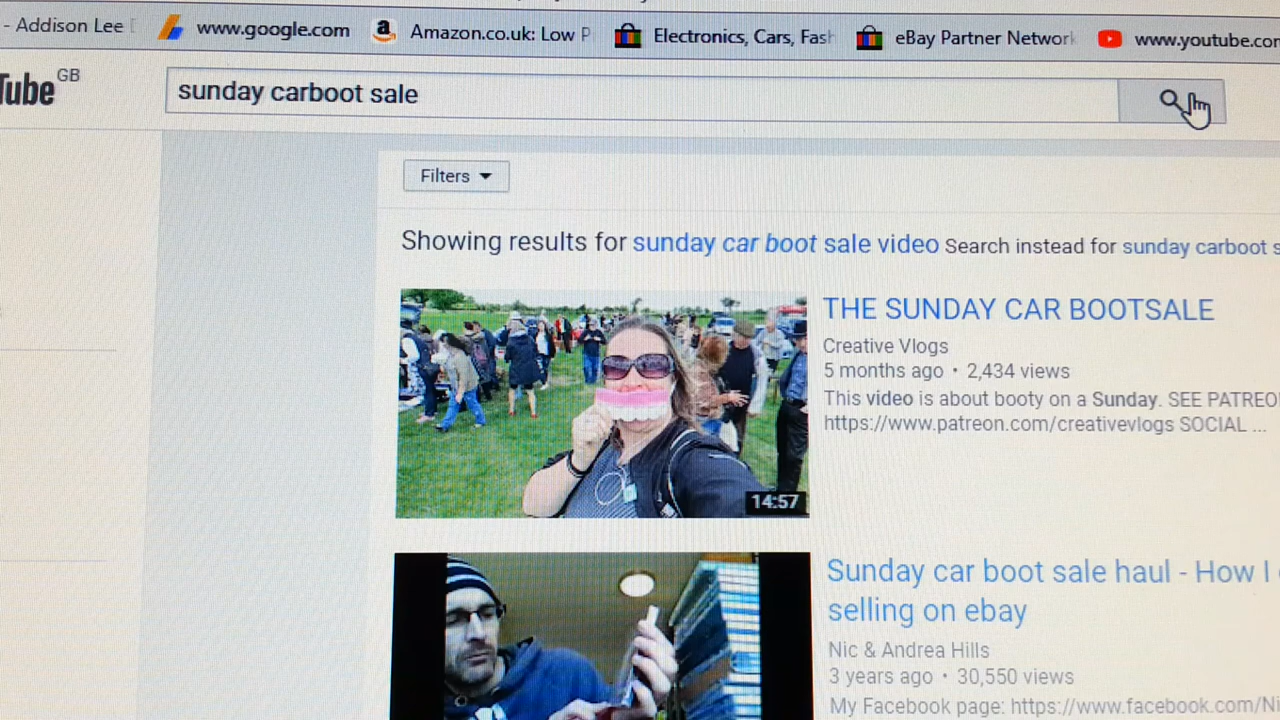 - Addison Lee
www.google.com
Amazon.co.uk: Low P
Electronics, Cars, Fash
eBay Partner Network
www.youtube.com
Tube GB
sunday carboot sale
Filters
Showing results for sunday car boot sale video Search instead for sunday carboot s
THE SUNDAY CAR BOOTSALE
Creative Vlogs
5 months ago • 2,434 views
This video is about booty on a Sunday. SEE PATREO
https://www.patreon.com/creativevlogs SOCIAL ...
14:57
Sunday car boot sale haul - How I
selling on ebay
Nic & Andrea Hills
3 years ago • 30,550 views
My Facebook page: https://www.facebook.com/Ni